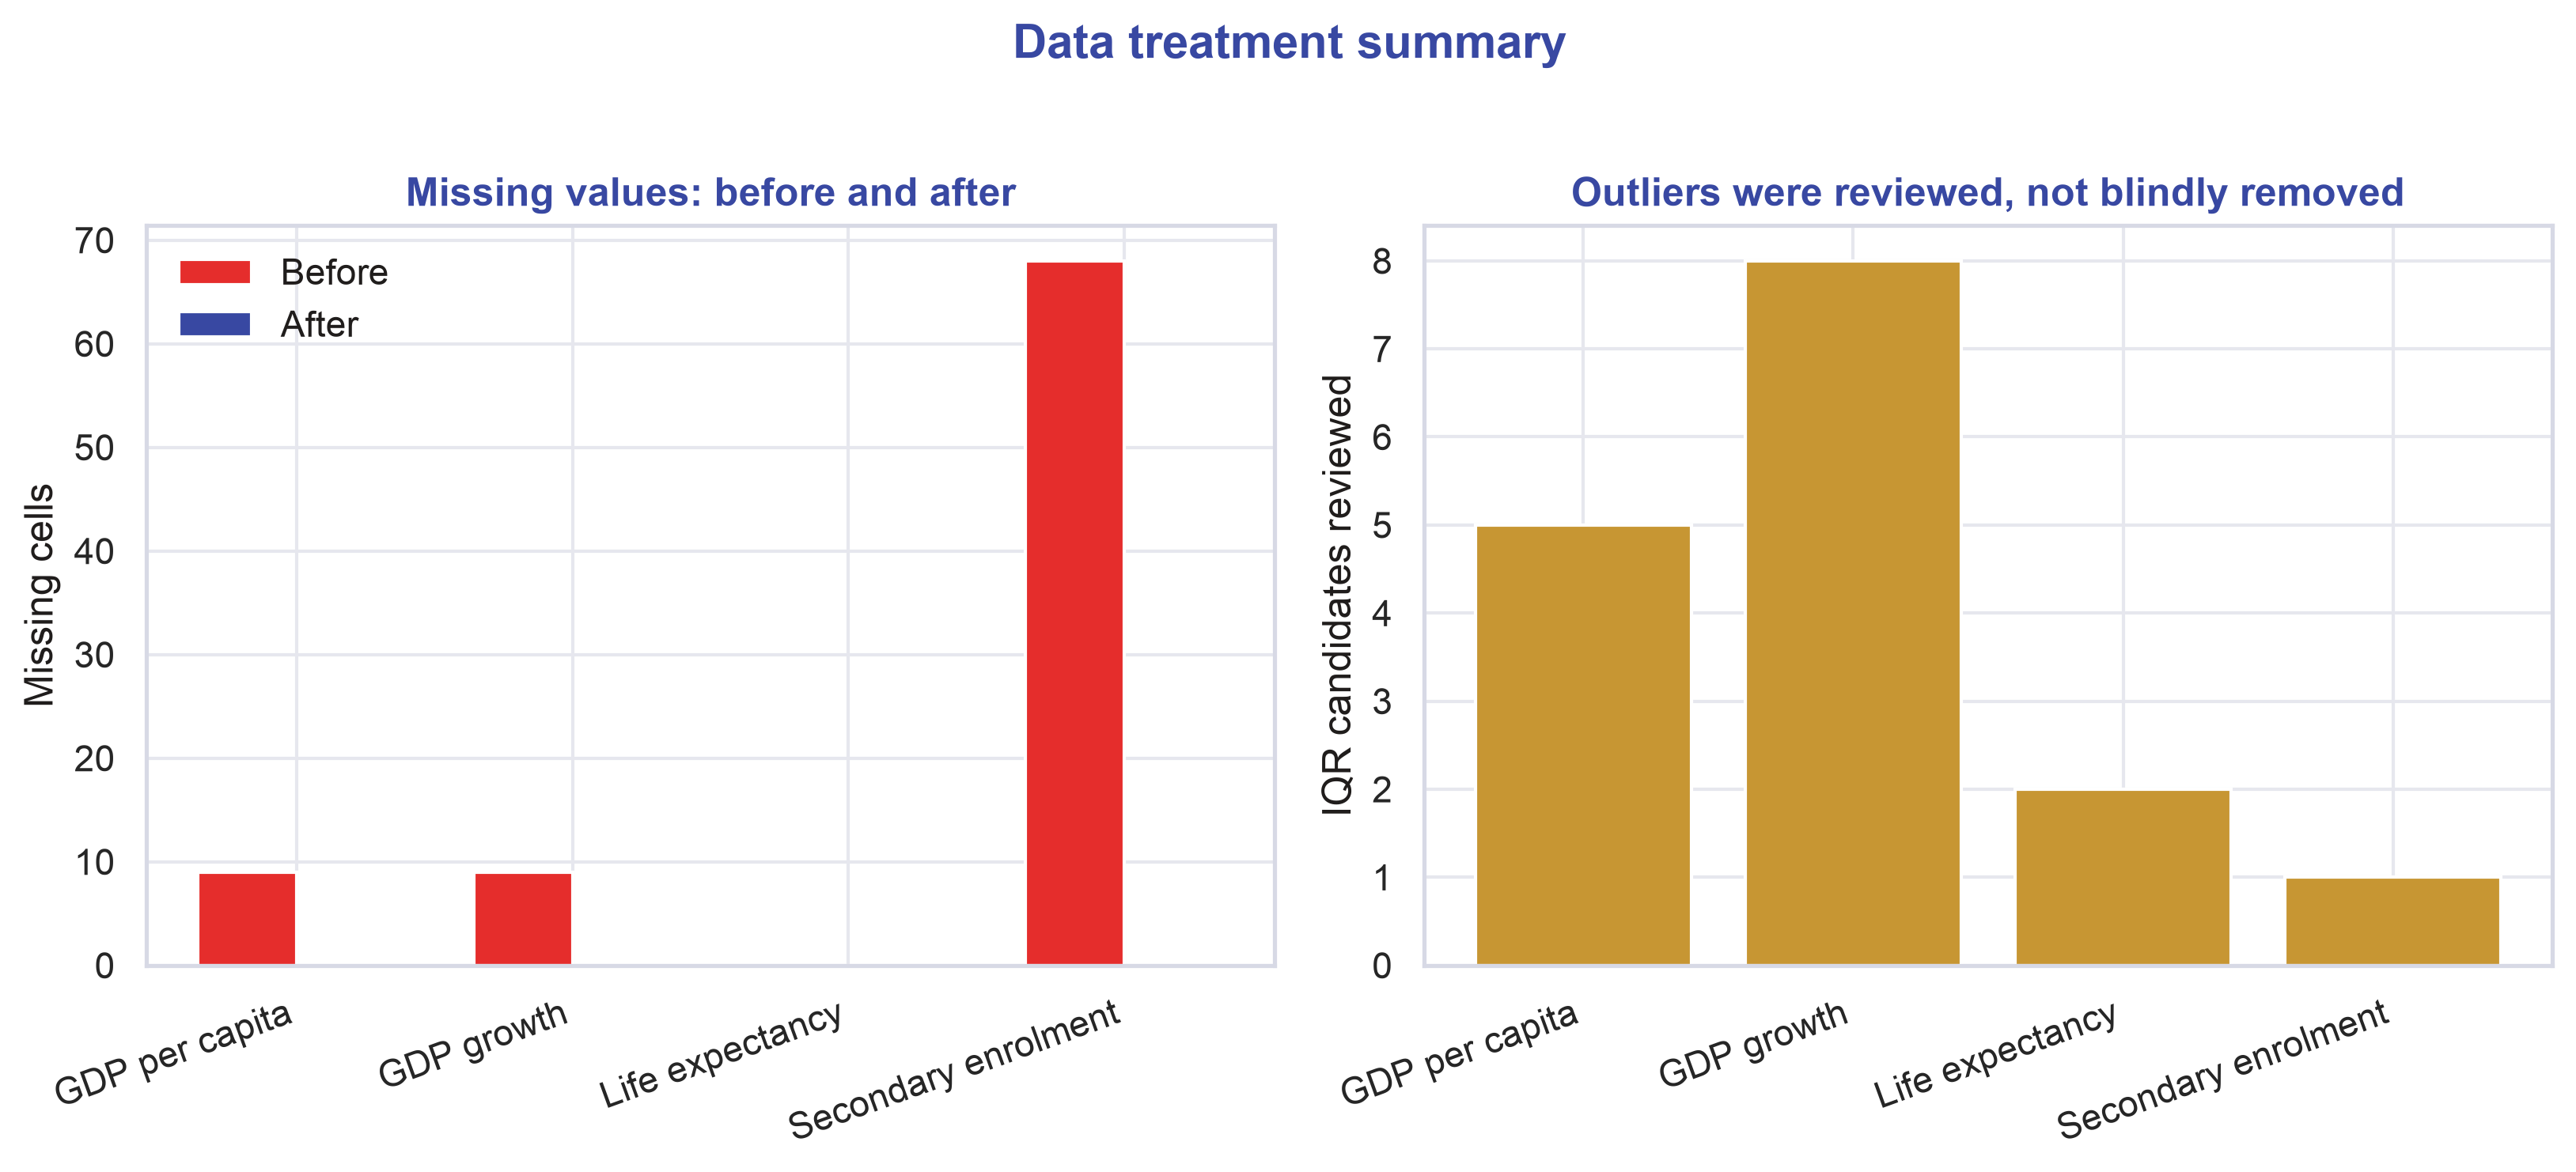 Data treatment summary
Missing values: before and after
Missing cells
70
60
50
40
30
20
10
0
Before
After
GDP per capita
GDP growth
Life expectancy
Secondary enrolment
Outliers were reviewed, not blindly removed
IQR candidates reviewed
8
7
6
5
4
3
2
1
0
GDP per capita
GDP growth
Life expectancy
Secondary enrolment